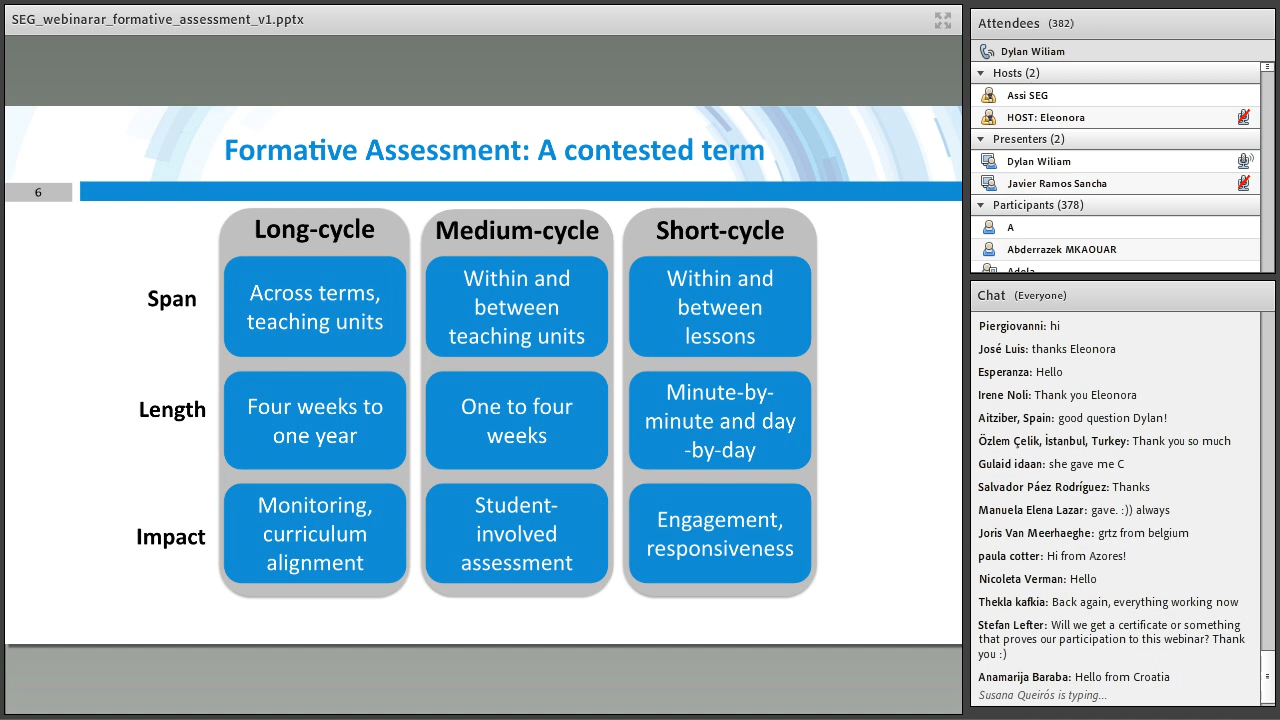 SEG_webinarar_formative_assessment_v1.pptx
Formative Assessment: A contested term
6
Long-cycle
Medium-cycle
Short-cycle
Span
Across terms,
teaching units
Within and
between
teaching units
Within and
between
lessons
Length
Four weeks to
one year
One to four
weeks
Minute-by-
minute and day
-by-day
Impact
Monitoring,
curriculum
alignment
Student-
involved
assessment
Engagement,
responsiveness
Attendees (382)
Dylan Wiliam
Hosts (2)
Assi SEG
HOST: Eleonora
Presenters (2)
Dylan Wiliam
Javier Ramos Sancha
Participants (378)
A
Abderrazek MKAOUAR
Adela
Chat (Everyone)
Piergiovanni: hi
José Luis: thanks Eleonora
Esperanza: Hello
Irene Noli: Thank you Eleonora
Aitziber, Spain: good question Dylan!
Özlem Çelik, İstanbul, Turkey: Thank you so much
Gulaid idaan: she gave me C
Salvador Páez Rodríguez: Thanks
Manuela Elena Lazar: gave. :)) always
Joris Van Meerhaeghe: grtz from belgium
paula cotter: Hi from Azores!
Nicoleta Verman: Hello
Thekla kafkia: Back again, everything working now
Stefan Lefter: Will we get a certificate or something
that proves our participation to this webinar? Thank
you :)
Anamarija Baraba: Hello from Croatia
Susana Queirós is typing...